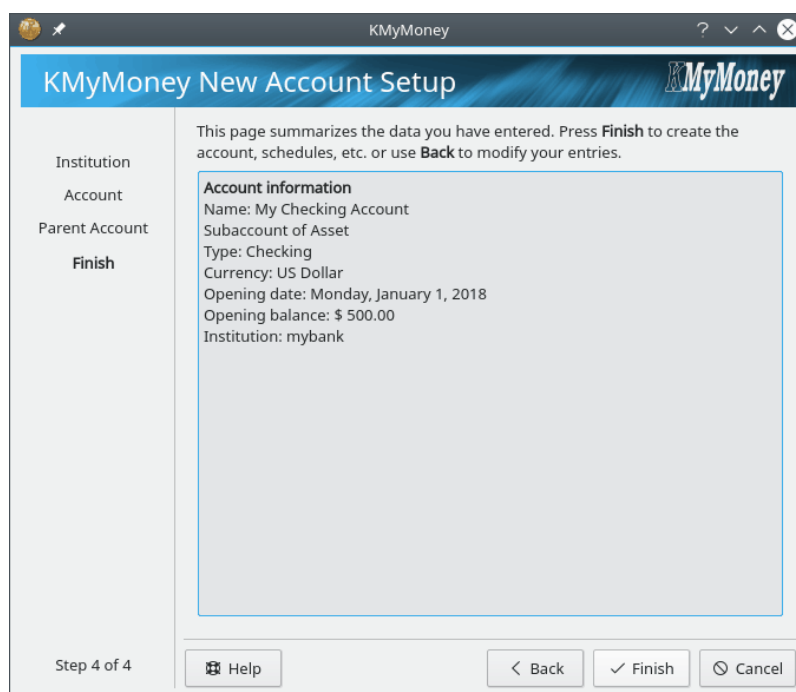 KMyMoney
KMyMoney New Account Setup
KMyMoney
This page summarizes the data you have entered. Press Finish to create the
account, schedules, etc. or use Back to modify your entries.
Institution
Account
Parent Account
Finish
Account information
Name: My Checking Account
Subaccount of Asset
Type: Checking
Currency: US Dollar
Opening date: Monday, January 1, 2018
Opening balance: $ 500.00
Institution: mybank
Step 4 of 4
Help
Back
Finish
Cancel